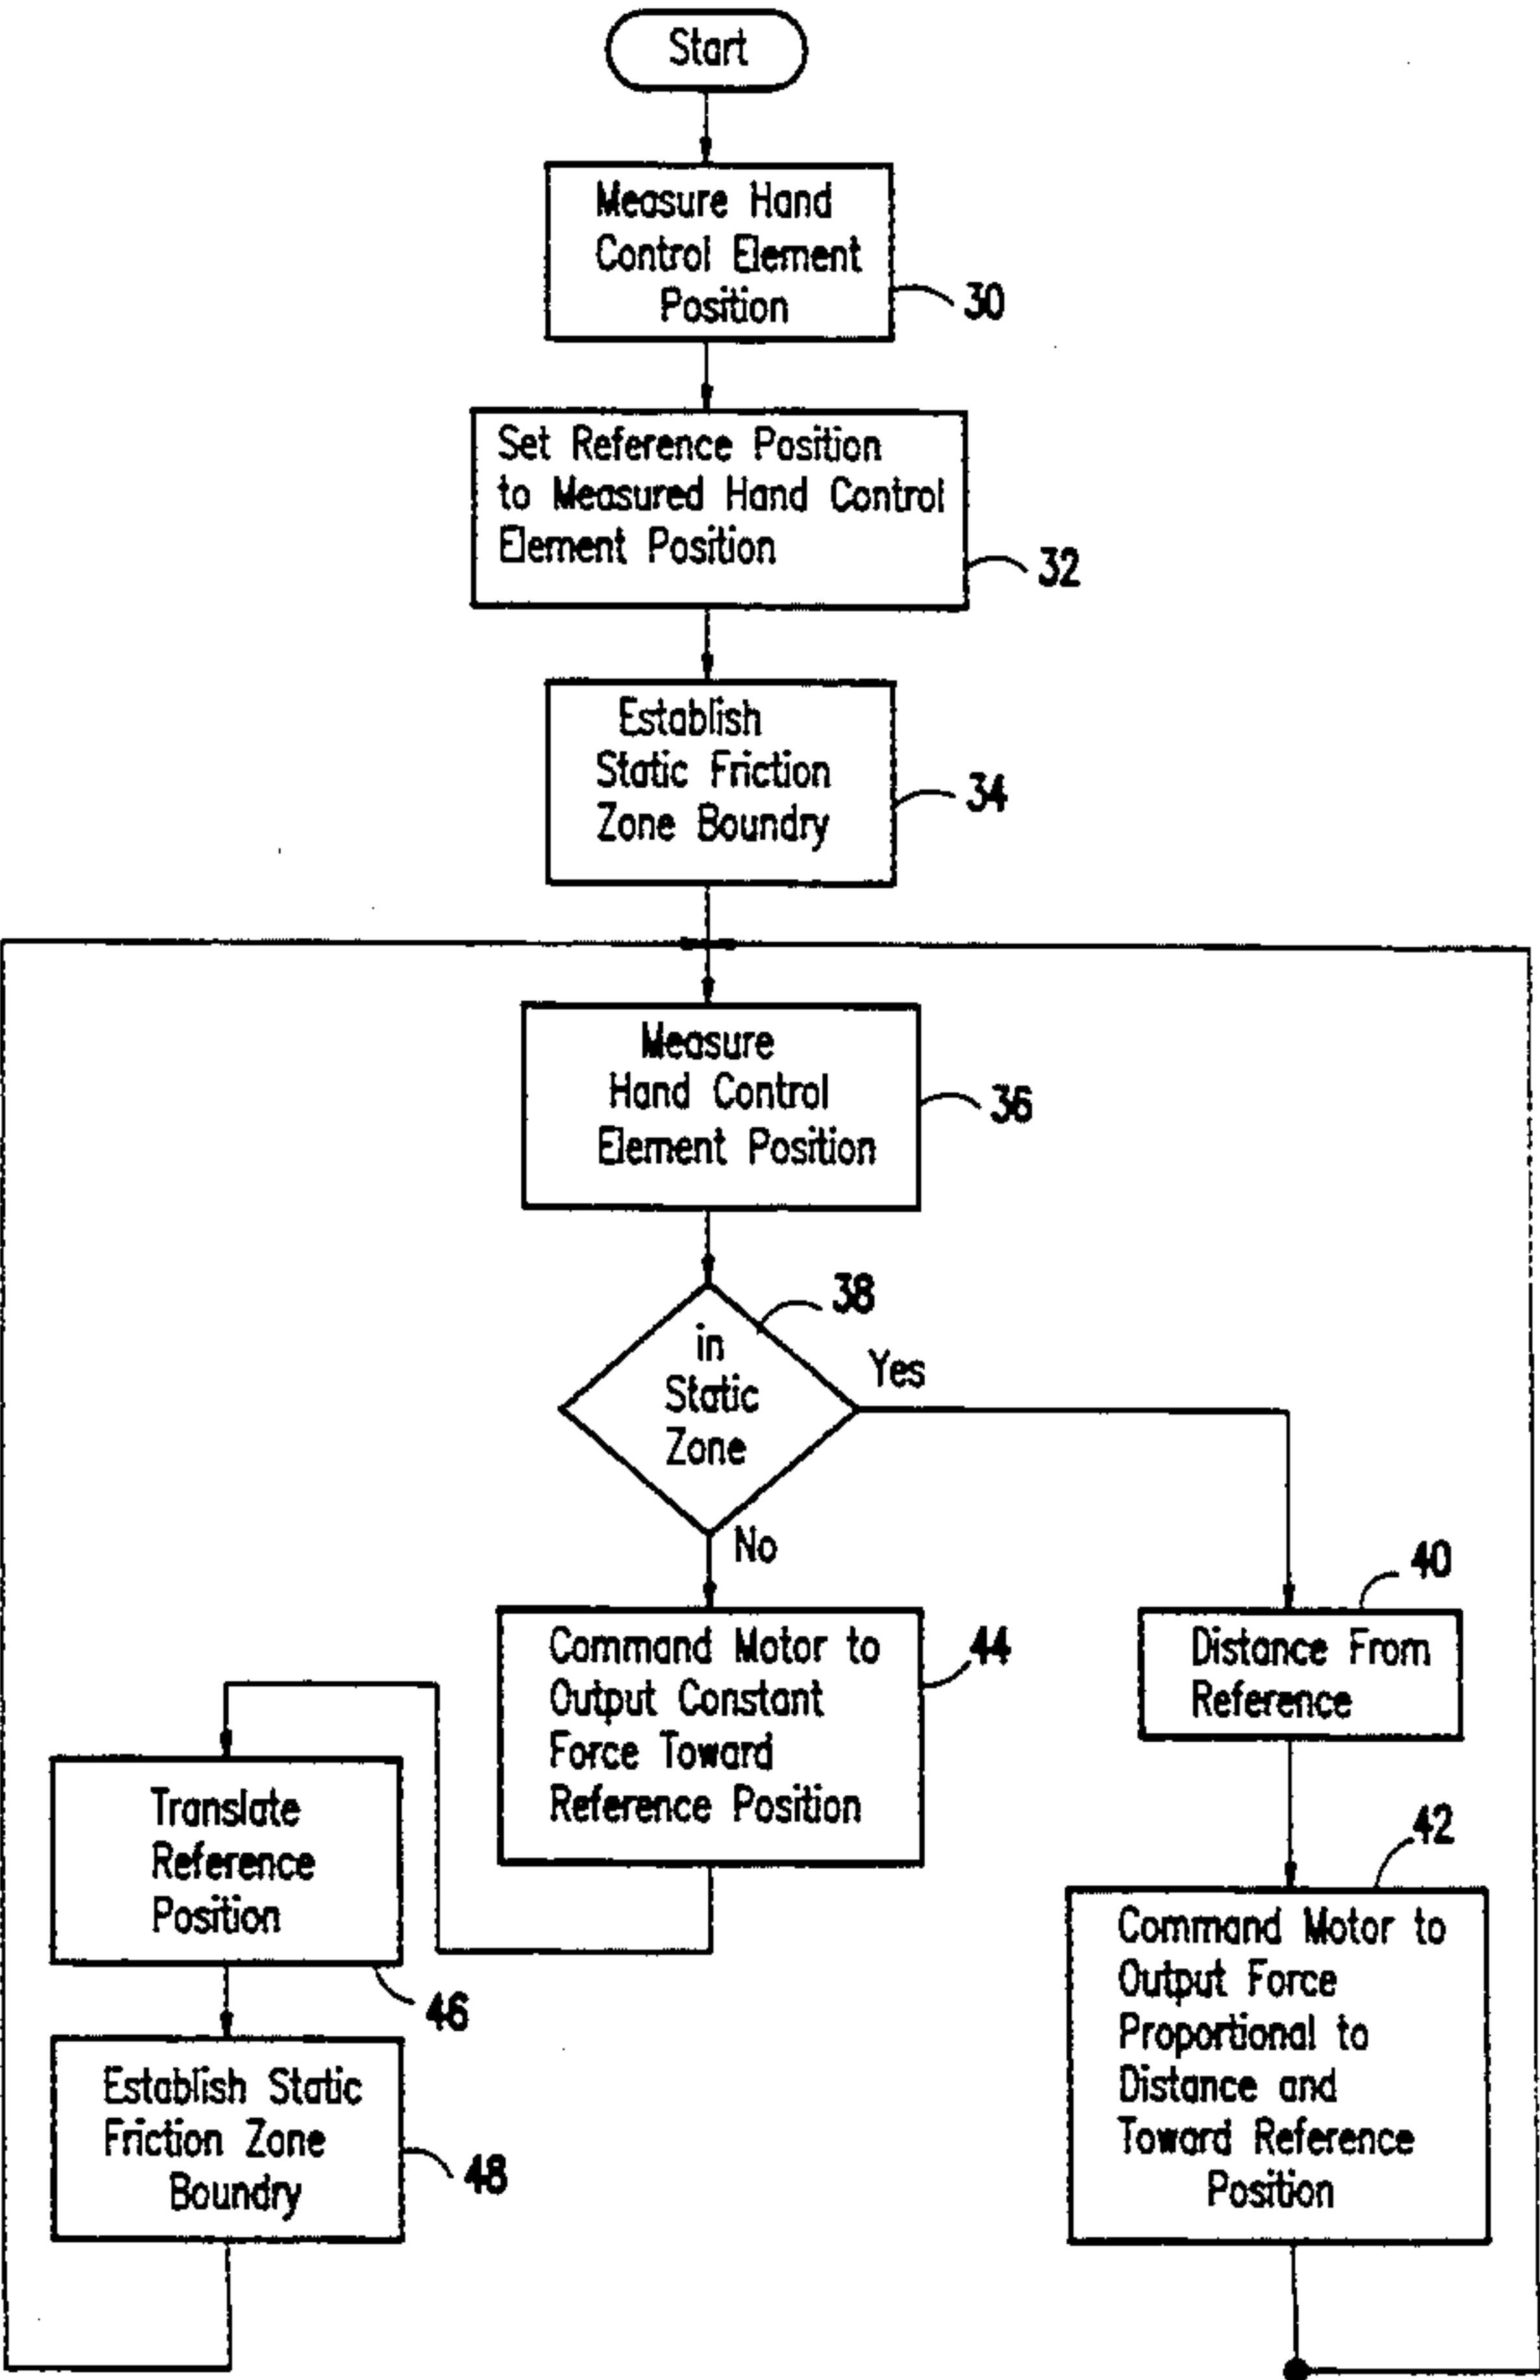 Start
Measure Hand
Control Element
Position
30
Set Reference Position
to Measured Hand Control
Element Position
32
Establish
Static Friction
Zone Boundry
34
Measure
Hand Control
Element Position
36
38
in
Static
Zone
Yes
No
40
Distance From
Reference
Command Motor to
Output Constant
Force Toward
Reference Position
44
Translate
Reference
Position
46
42
Command Motor to
Output Force
Proportional to
Distance and
Toward Reference
Position
Establish Static
Friction Zone
Boundry
48